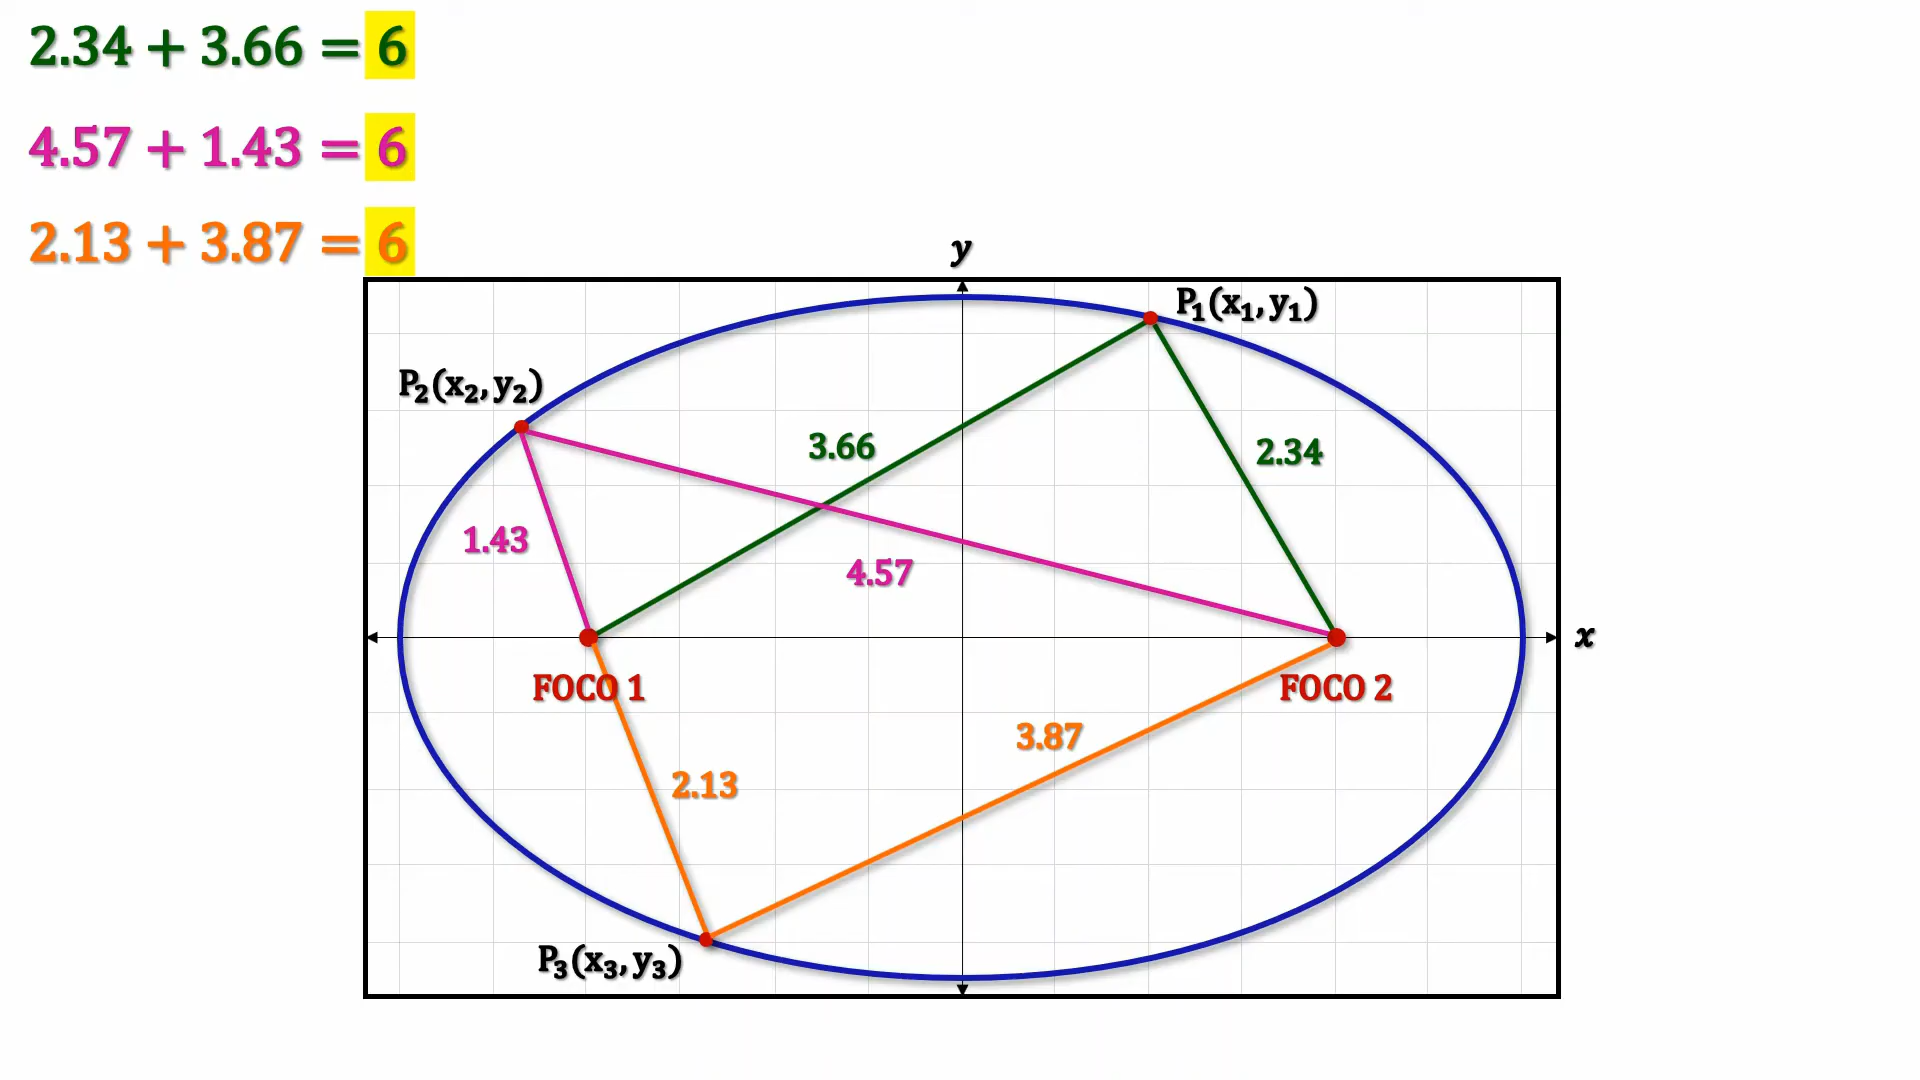 2.34 + 3.66 = 6
4.57 + 1.43 = 6
2.13 + 3.87 = 6
y
P₁(x₁, y₁)
P₂(x₂, y₂)
3.66
2.34
1.43
4.57
x
FOCO 1
FOCO 2
3.87
2.13
P₃(x₃, y₃)